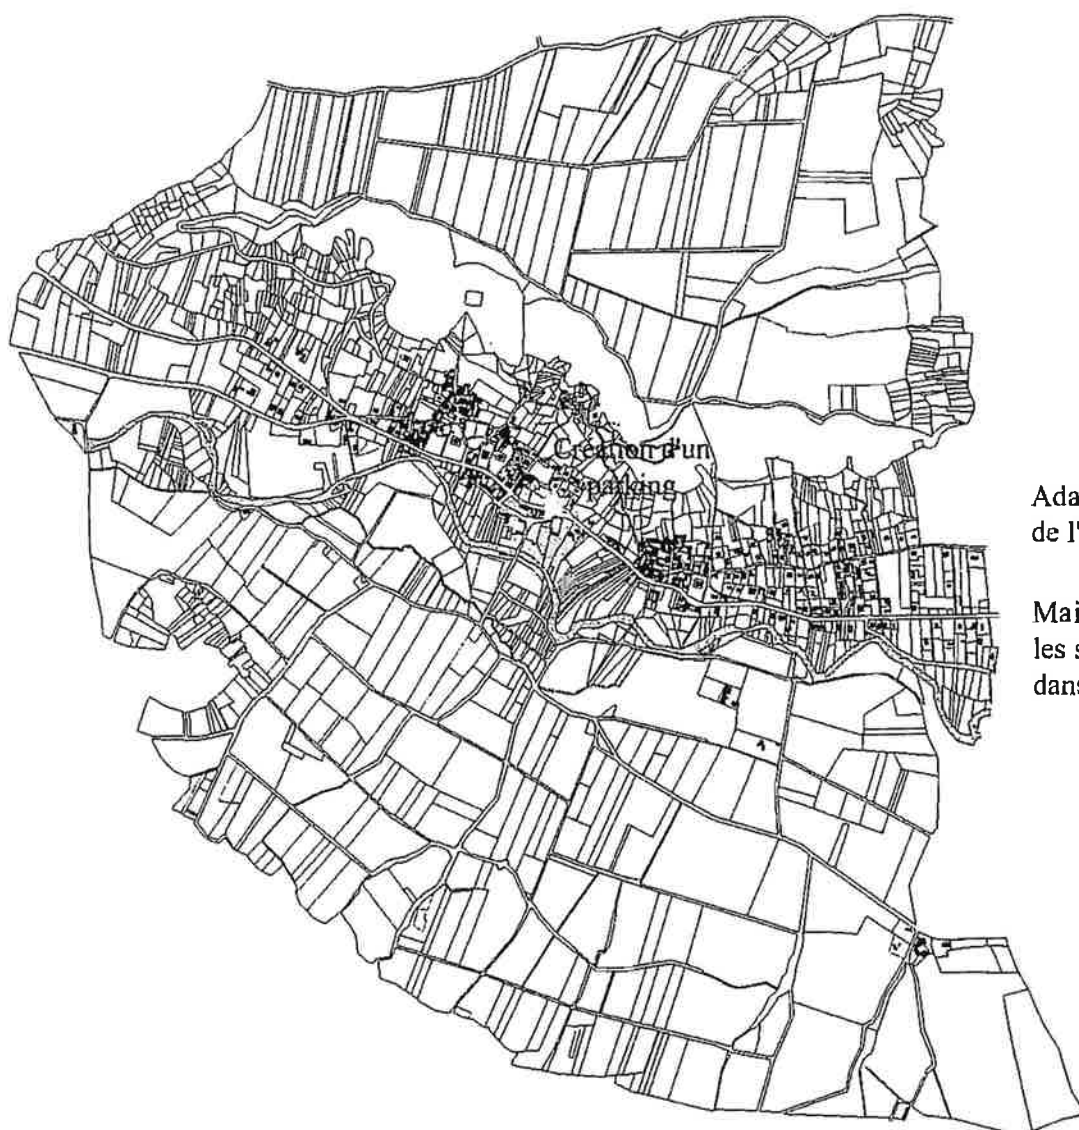 Création d'un
parking
Ada
de l'
Mai
les s
dans